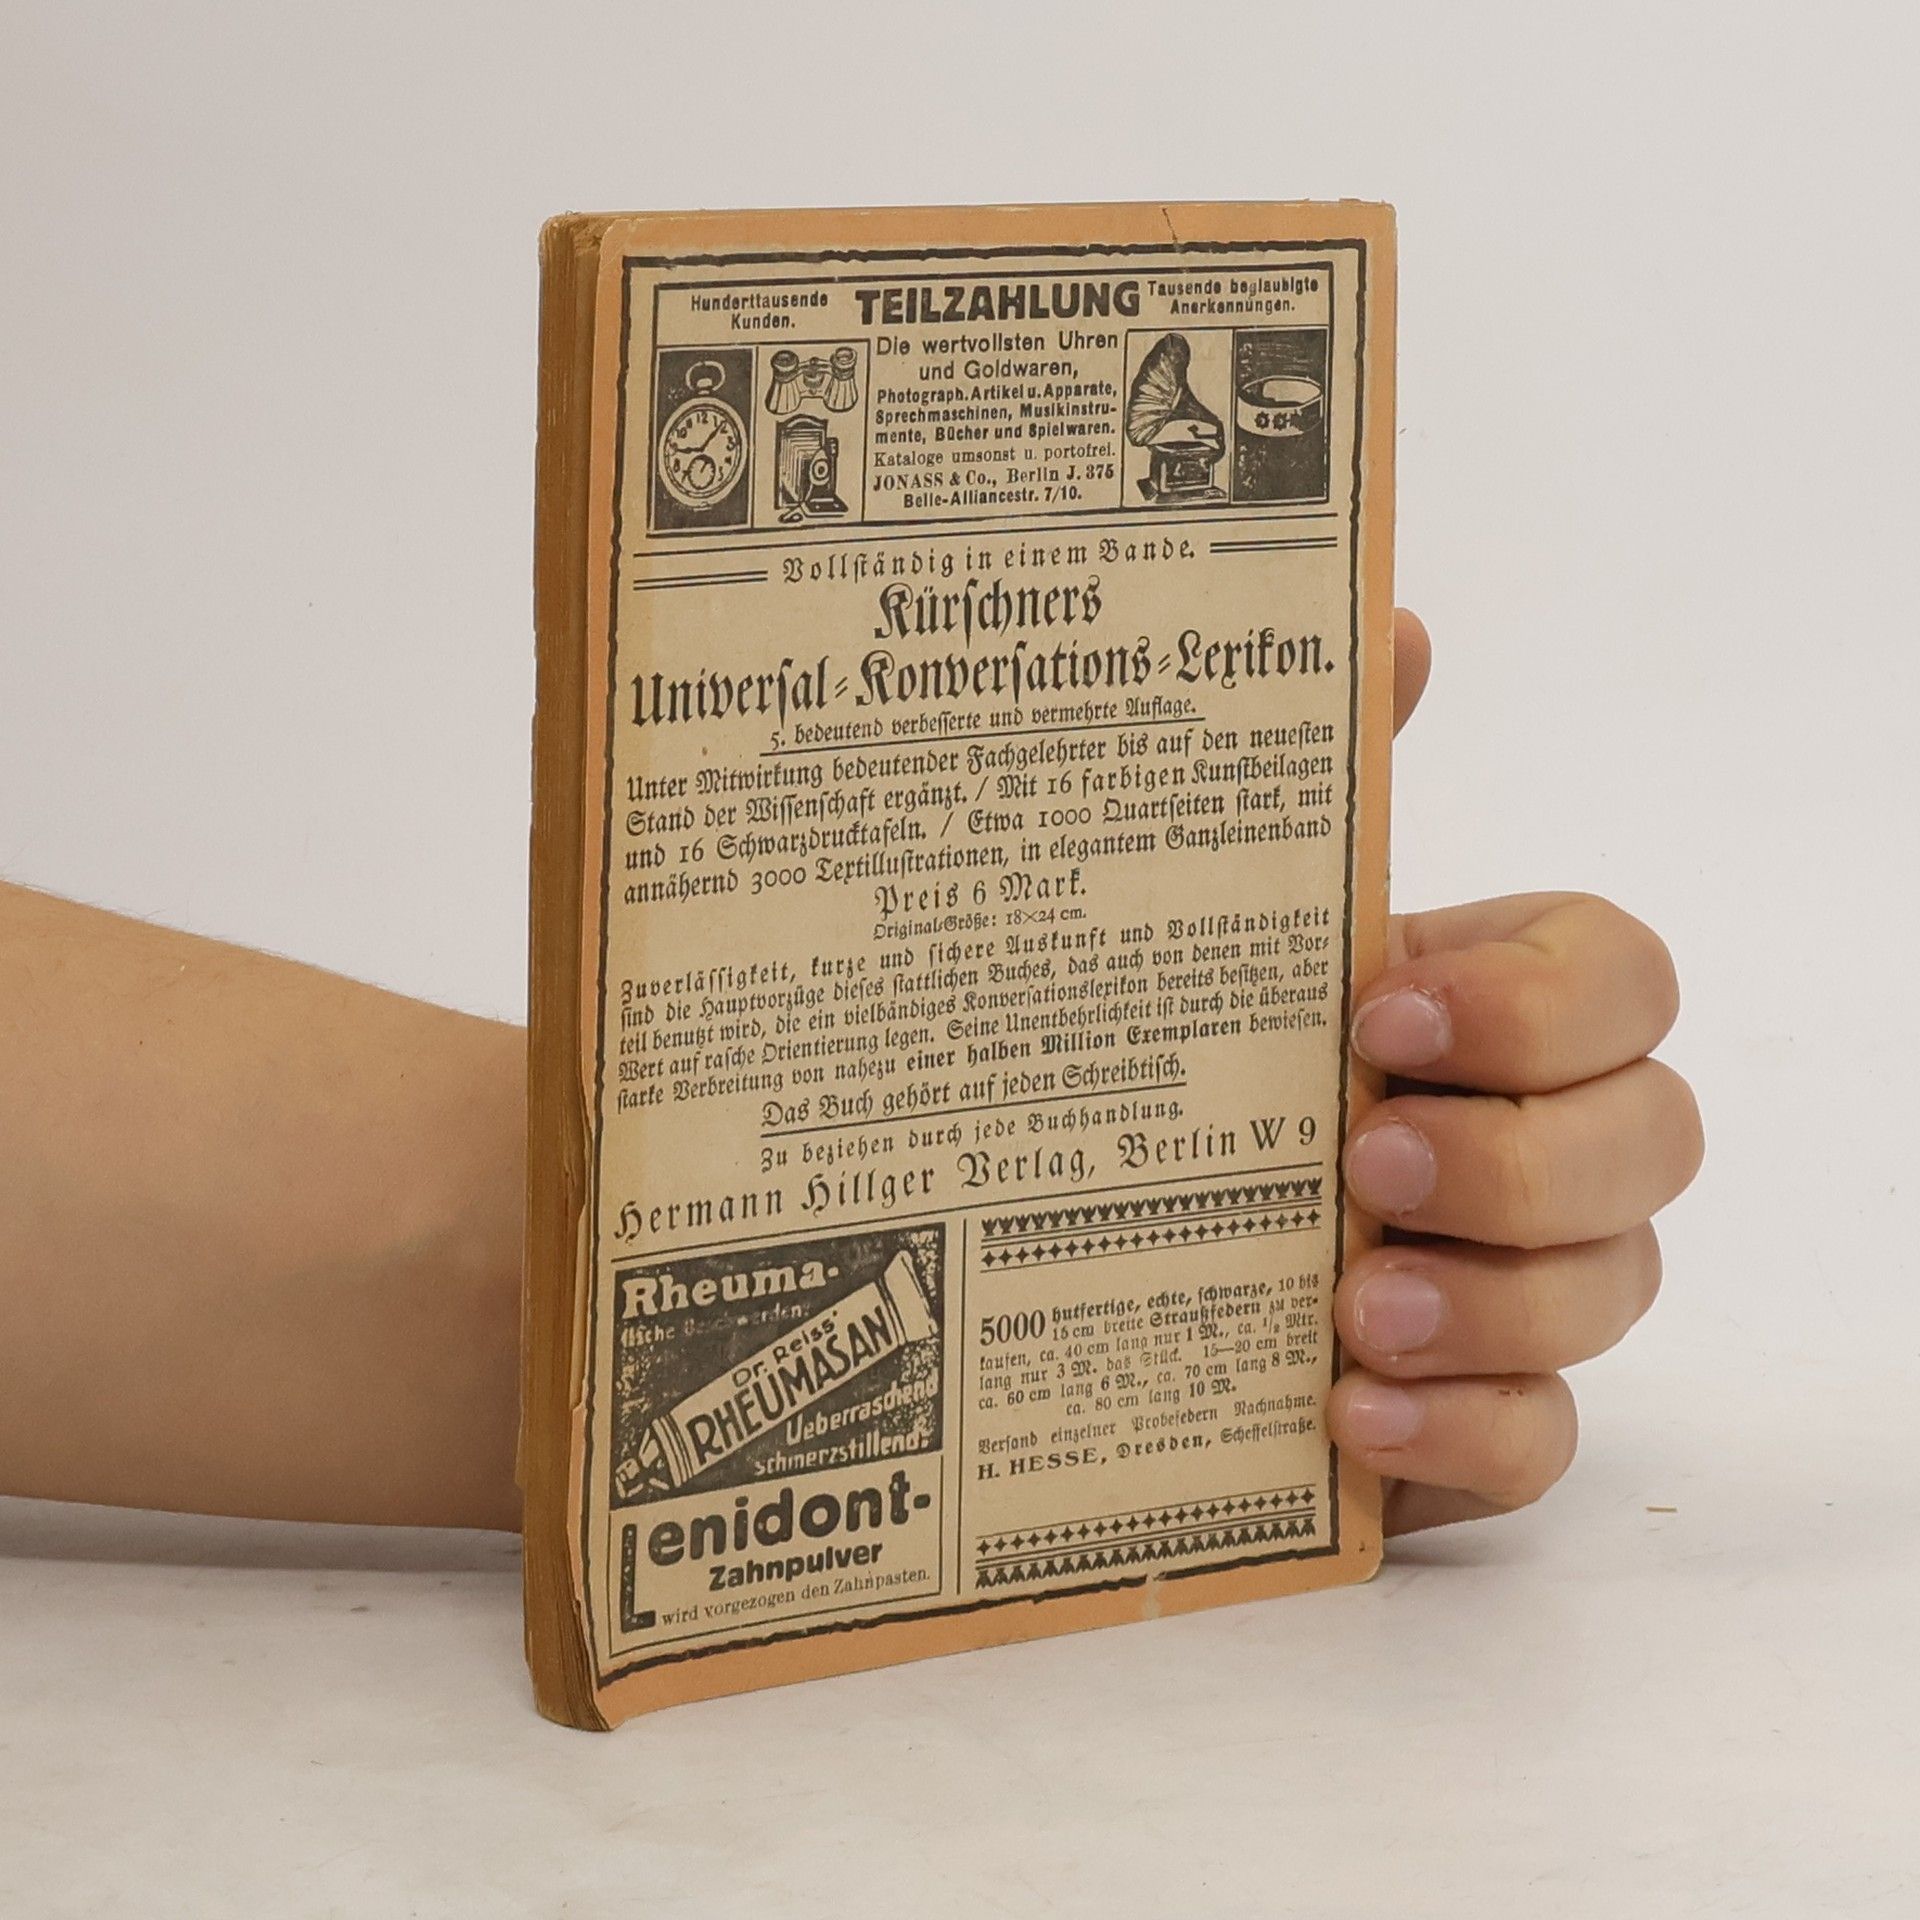 Hunderttausende
Kunden.
TEILZAHLUNG
Tausende beglaubigte
Anerkennungen.
Die wertvollsten Uhren
und Goldwaren,
Photograph. Artikel u. Apparate,
Sprechmaschinen, Musikinstru-
mente, Bücher und Spielwaren.
Kataloge umsonst u. portofrei.
JONASS & Co., Berlin J. 375
Belle-Alliancestr. 7/10.
Vollſtändig in einem Bande.
Kürſchners
Univerſal-Konverſations-Lexikon.
5. bedeutend verbeſſerte und vermehrte Auflage.
Unter Mitwirkung bedeutender Fachgelehrter bis auf den neueſten
Stand der Wiſſenſchaft ergänzt. / Mit 16 farbigen Kunſtbeilagen
und 16 Schwarzdrucktafeln. / Etwa 1000 Quartſeiten ſtark, mit
annähernd 3000 Textilluſtrationen, in elegantem Ganzleinenband
Preis 6 Mark.
Original-Größe: 18×24 cm.
Zuverläſſigkeit, kurze und ſichere Auskunft und Vollſtändigkeit
ſind die Hauptvorzüge dieſes ſtattlichen Buches, das auch von denen mit Vor-
teil benutzt wird, die ein vielbändiges Konverſationslexikon bereits beſitzen, aber
Wert auf raſche Orientierung legen. Seine Unentbehrlichkeit iſt durch die überaus
ſtarke Verbreitung von nahezu einer halben Million Exemplaren bewieſen.
Das Buch gehört auf jeden Schreibtiſch.
Zu beziehen durch jede Buchhandlung.
Hermann Hillger Verlag, Berlin W 9
Rheuma-
tische Beschwerden.
Dr. Reiss'
RHEUMASAN
Ueberraschend
schmerzstillend.
Lenidont-
Zahnpulver
wird vorgezogen den Zahnpasten.
5000 hutfertige, echte, ſchwarze, 10 bis
15 cm breite Straußfedern zu ver-
kaufen, ca. 40 cm lang nur 1 M., ca. ½ Mtr.
lang nur 3 M. das Stück. 15—20 cm breit
ca. 60 cm lang 6 M., ca. 70 cm lang 8 M.,
ca. 80 cm lang 10 M.
Verſand einzelner Probefedern Nachnahme.
H. HESSE, Dresden, Scheffelſtraße.